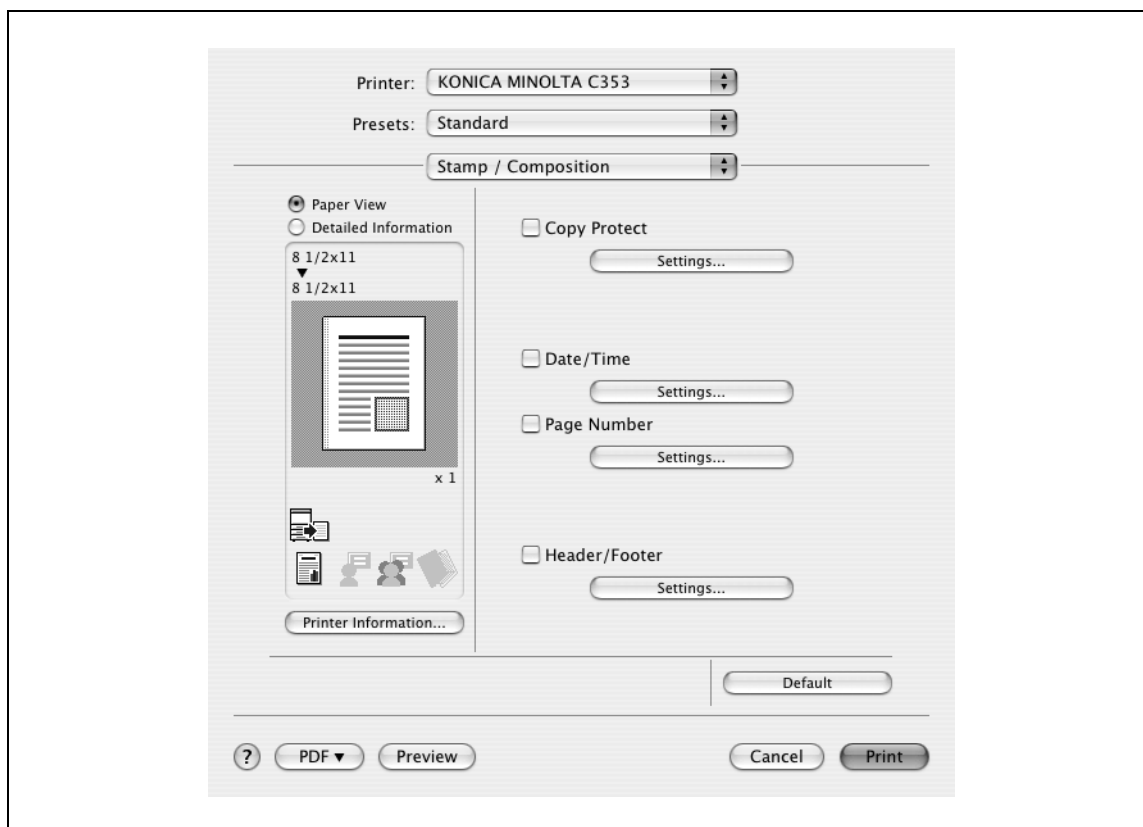 Printer: KONICA MINOLTA C353
Presets: Standard
Stamp / Composition
Paper View
Detailed Information
8 1/2x11
8 1/2x11
x 1
Printer Information...
Copy Protect
Settings...
Date/Time
Settings...
Page Number
Settings...
Header/Footer
Settings...
Default
? PDF▼ Preview Cancel Print